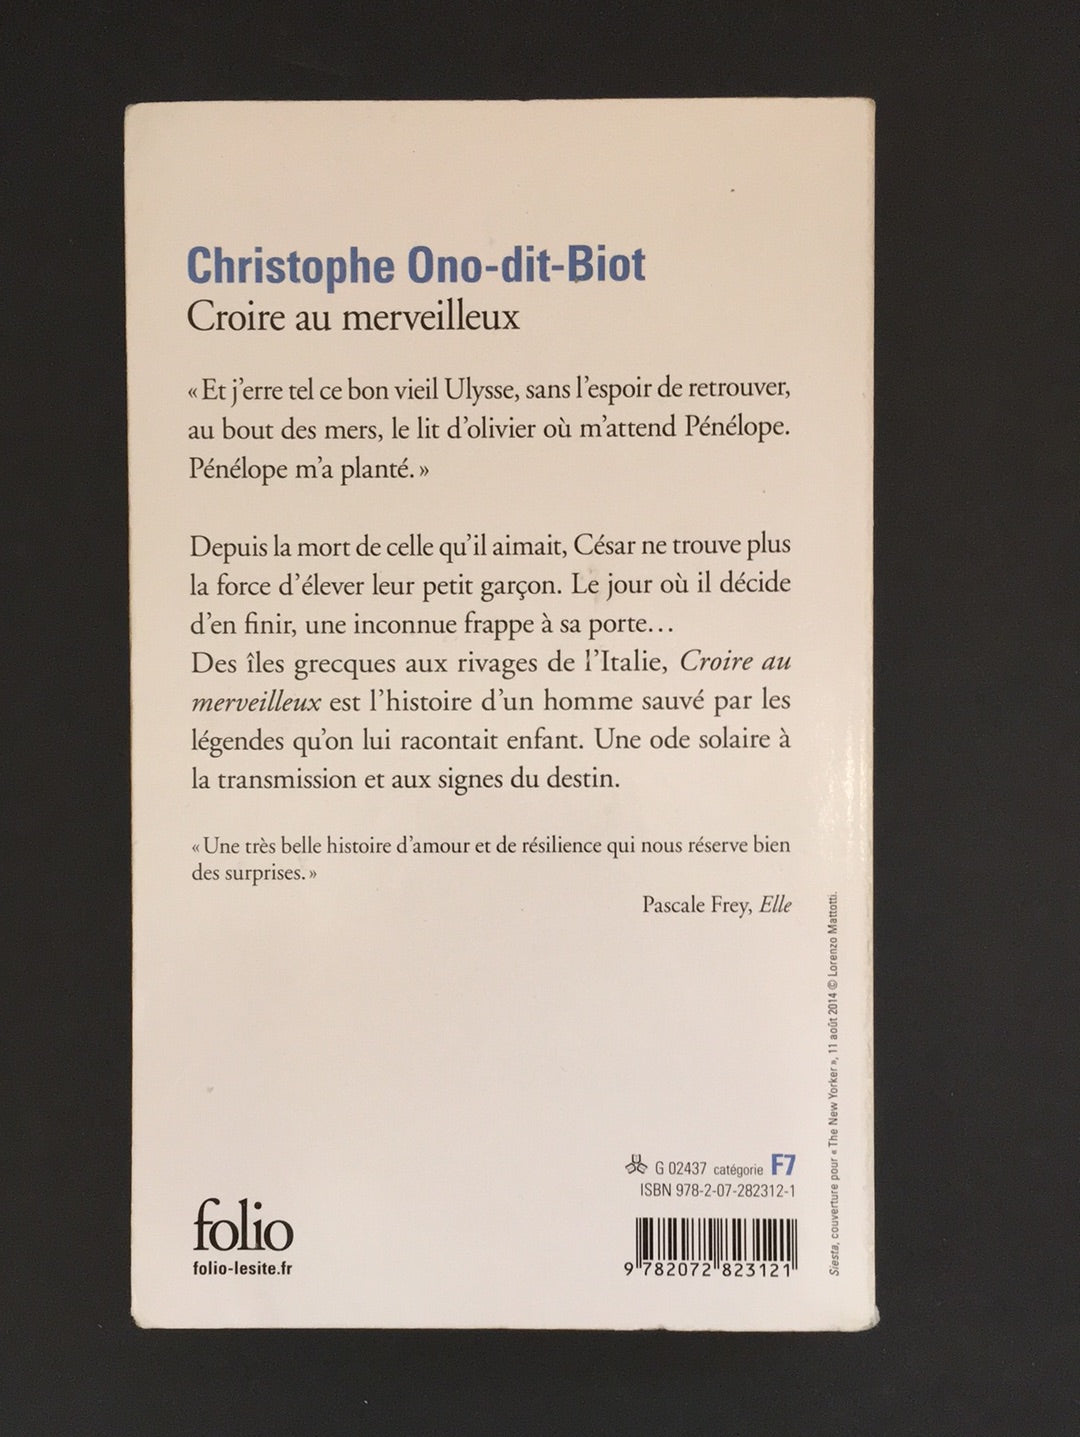 Christophe Ono-dit-Biot
Croire au merveilleux
« Et j’erre tel ce bon vieil Ulysse, sans l’espoir de retrouver,
au bout des mers, le lit d’olivier où m’attend Pénélope.
Pénélope m’a planté. »
Depuis la mort de celle qu’il aimait, César ne trouve plus
la force d’élever leur petit garçon. Le jour où il décide
d’en finir, une inconnue frappe à sa porte…
Des îles grecques aux rivages de l’Italie, Croire au
merveilleux est l’histoire d’un homme sauvé par les
légendes qu’on lui racontait enfant. Une ode solaire à
la transmission et aux signes du destin.
« Une très belle histoire d’amour et de résilience qui nous réserve bien
des surprises. »
Pascale Frey, Elle
Siesta, couverture pour « The New Yorker », 11 août 2014 © Lorenzo Mattotti.
G 02437 catégorie F7
ISBN 978-2-07-282312-1
folio
folio-lesite.fr
9 782072 823121